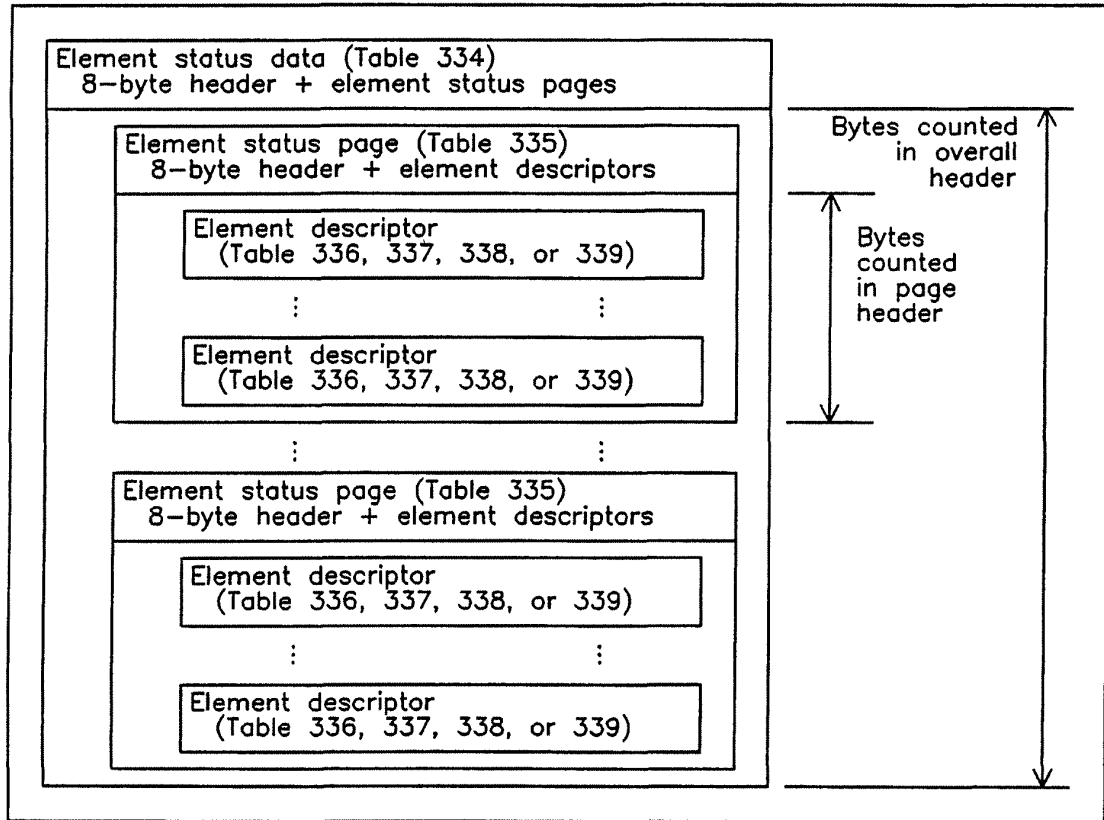 Element status data (Table 334)
8-byte header + element status pages
Element status page (Table 335)
8-byte header + element descriptors
Element descriptor
(Table 336, 337, 338, or 339)
Element descriptor
(Table 336, 337, 338, or 339)
Element status page (Table 335)
8-byte header + element descriptors
Element descriptor
(Table 336, 337, 338, or 339)
Element descriptor
(Table 336, 337, 338, or 339)
Bytes counted
in overall
header
Bytes
counted
in page
header